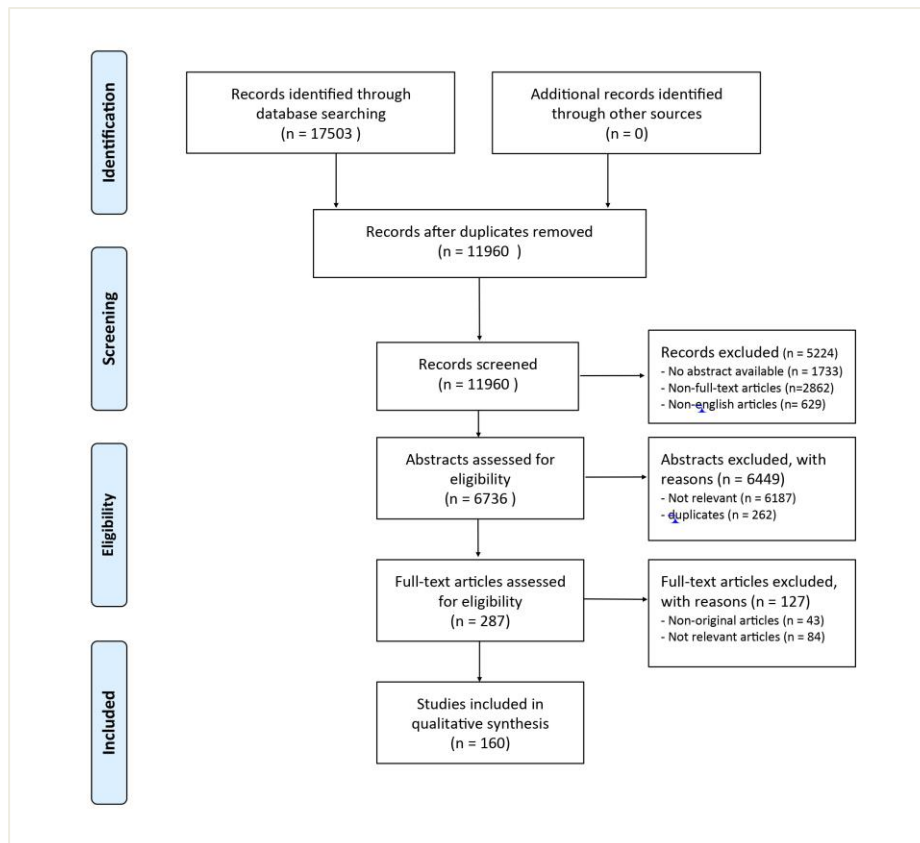 Identification
Records identified through
database searching
(n = 17503 )
Additional records identified
through other sources
(n = 0)
Records after duplicates removed
(n = 11960 )
Screening
Records screened
(n = 11960 )
Records excluded (n = 5224)
- No abstract available (n = 1733)
- Non-full-text articles (n=2862)
- Non-english articles (n= 629)
Eligibility
Abstracts assessed for
eligibility
(n = 6736 )
Abstracts excluded, with
reasons (n = 6449)
- Not relevant (n = 6187)
- duplicates (n = 262)
Full-text articles assessed
for eligibility
(n = 287)
Full-text articles excluded,
with reasons (n = 127)
- Non-original articles (n = 43)
- Not relevant articles (n = 84)
Included
Studies included in
qualitative synthesis
(n = 160)